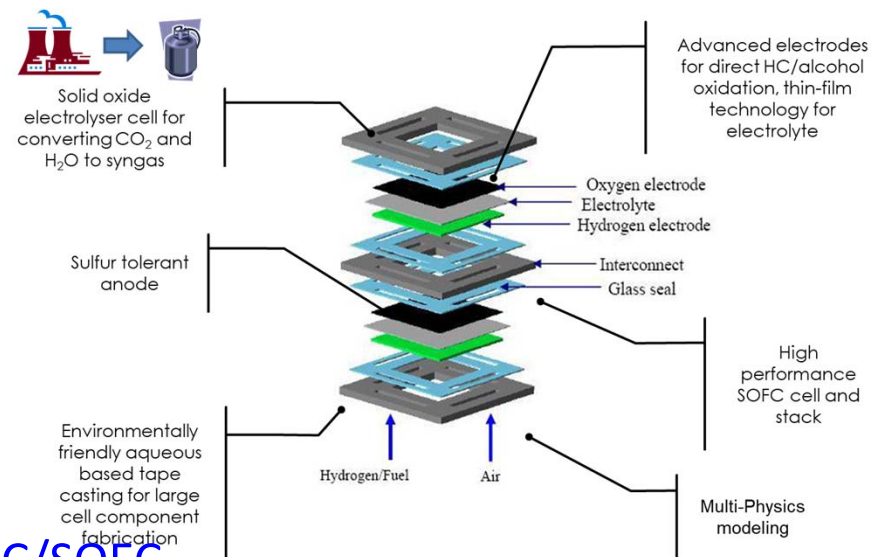 Solid oxide
electrolyser cell for
converting CO₂ and
H₂O to syngas
Advanced electrodes
for direct HC/alcohol
oxidation, thin-film
technology for
electrolyte
Oxygen electrode
Electrolyte
Hydrogen electrode
Interconnect
Glass seal
Sulfur tolerant
anode
High
performance
SOFC cell and
stack
Environmentally
friendly aqueous
based tape
casting for large
cell component
fabrication
Hydrogen/Fuel
Air
Multi-Physics
modeling